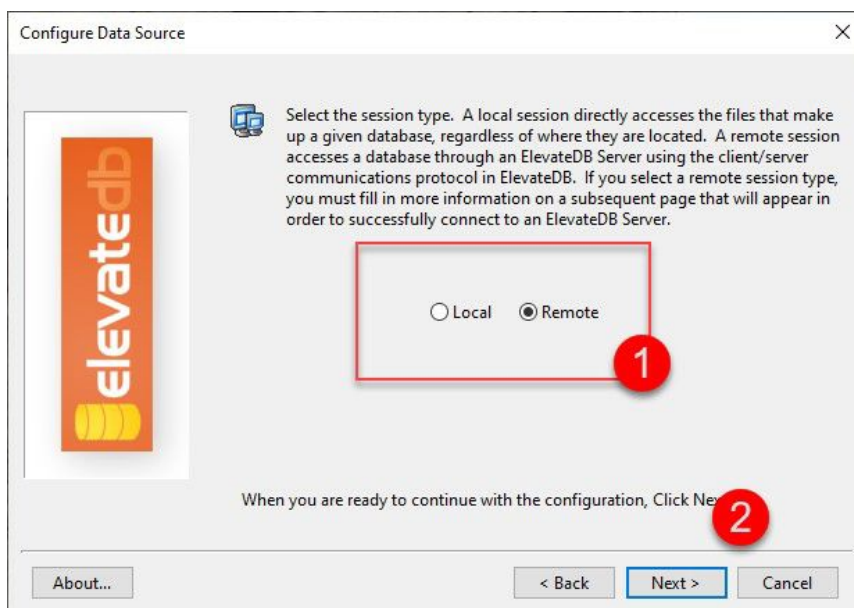 Configure Data Source
elevatedb
Select the session type. A local session directly accesses the files that make
up a given database, regardless of where they are located. A remote session
accesses a database through an ElevateDB Server using the client/server
communications protocol in ElevateDB. If you select a remote session type,
you must fill in more information on a subsequent page that will appear in
order to successfully connect to an ElevateDB Server.
Local Remote
1
When you are ready to continue with the configuration, Click
2
About... < Back Next > Cancel